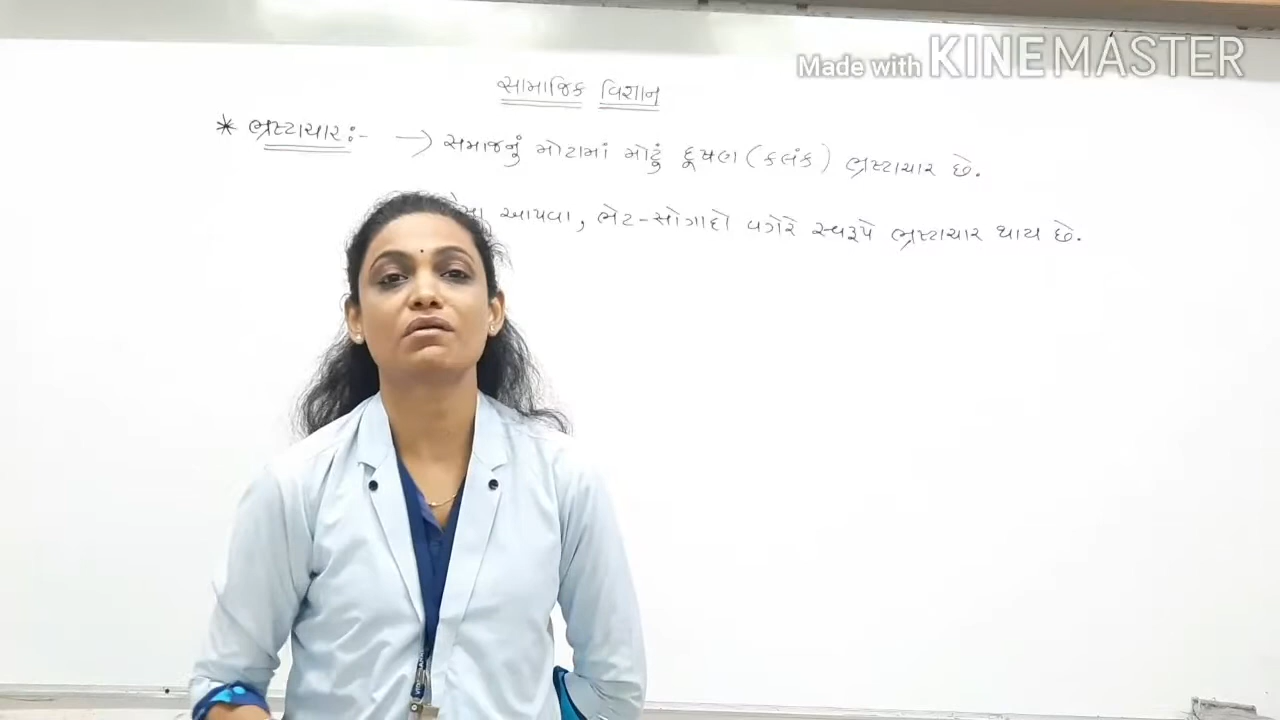 Made with KINEMASTER
સામાજિક વિજ્ઞાન
* ભ્રષ્ટાચાર:- → સમાજનું મોટામાં મોટું દૂષણ (કલંક) ભ્રષ્ટાચાર છે.
આપવા, ભેટ-સોગાદો વગેરે સ્વરૂપે ભ્રષ્ટાચાર થાય છે.